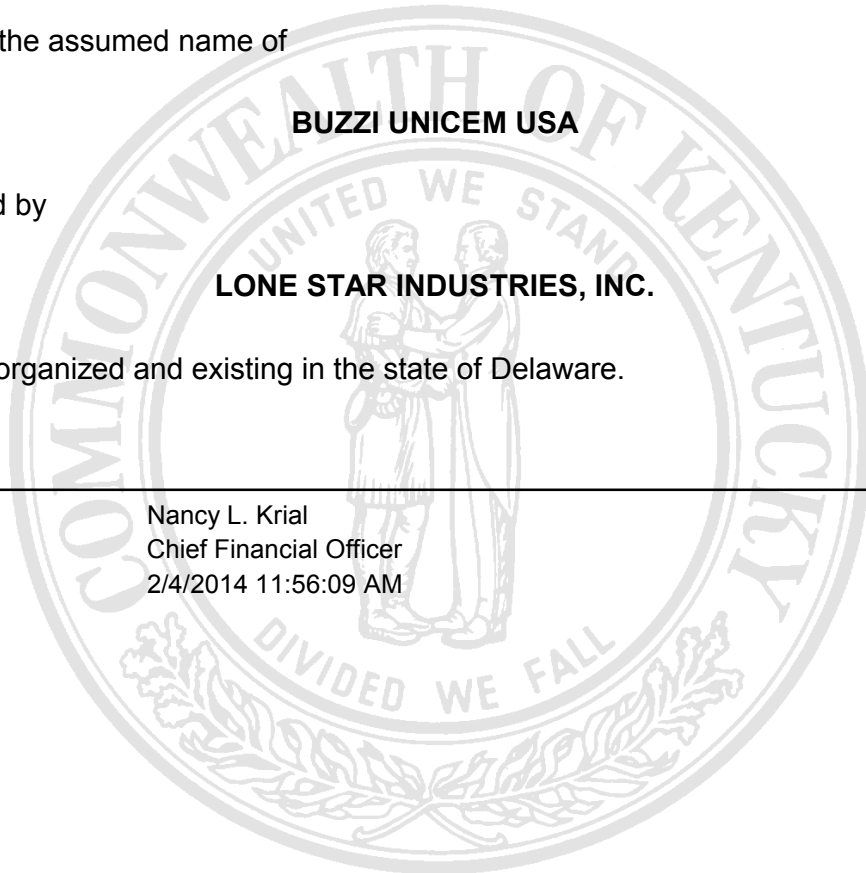 the assumed name of
BUZZI UNICEM USA
d by
LONE STAR INDUSTRIES, INC.
organized and existing in the state of Delaware.
Nancy L. Krial
Chief Financial Officer
2/4/2014 11:56:09 AM
COMMONWEALTH OF KENTUCKY
UNITED WE STAND
DIVIDED WE FALL